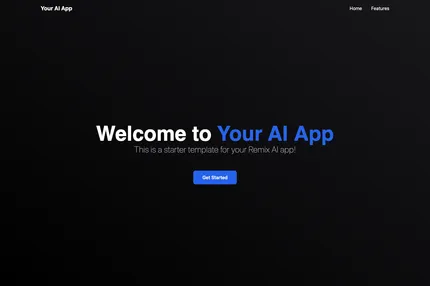 Your AI App
Home Features
Welcome to Your AI App
This is a starter template for your Remix AI app!
Get Started